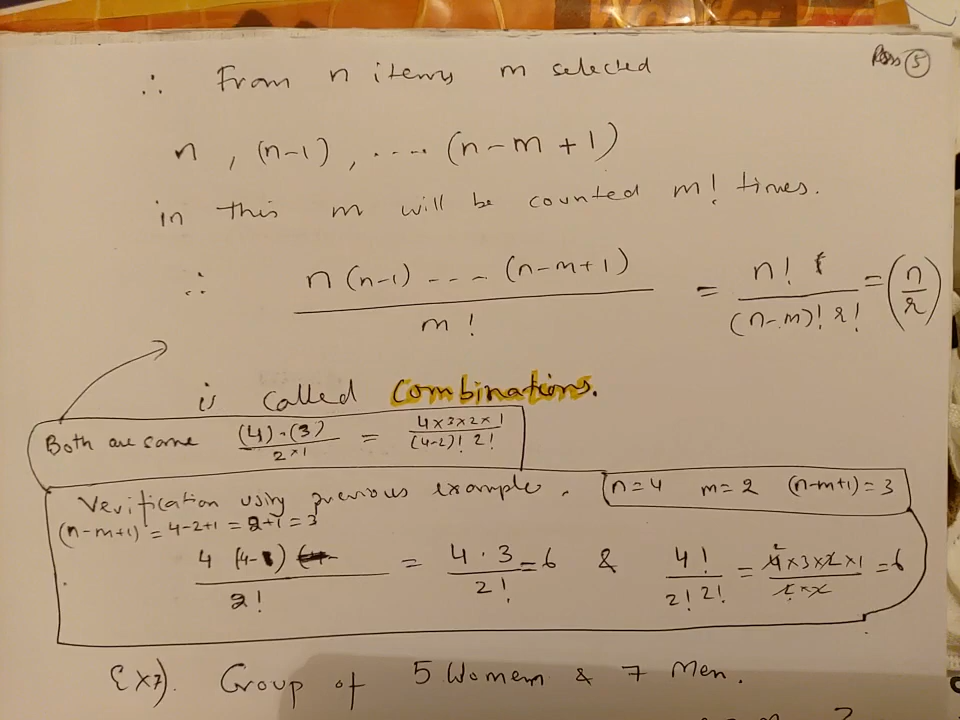 5
∴ From n items m selected
n , (n-1) , ---- (n-m+1)
in this m will be counted m! times.
∴ n(n-1) ---- (n-m+1) / m! = n! / (n-m)! r! = (n/r)
is called Combinations.
Both are same (4)·(3) / 2×1 = 4×3×2×1 / (4-2)! 2!
Verification using previous example. n=4 m=2 (n-m+1)=3
(n-m+1) = 4-2+1 = 2+1 = 3
4 (4-1) / 2! = 4·3 / 2! = 6 & 4! / 2! 2! = 4×3×2×1 / = 6
Ex7). Group of 5 Women & 7 Men.